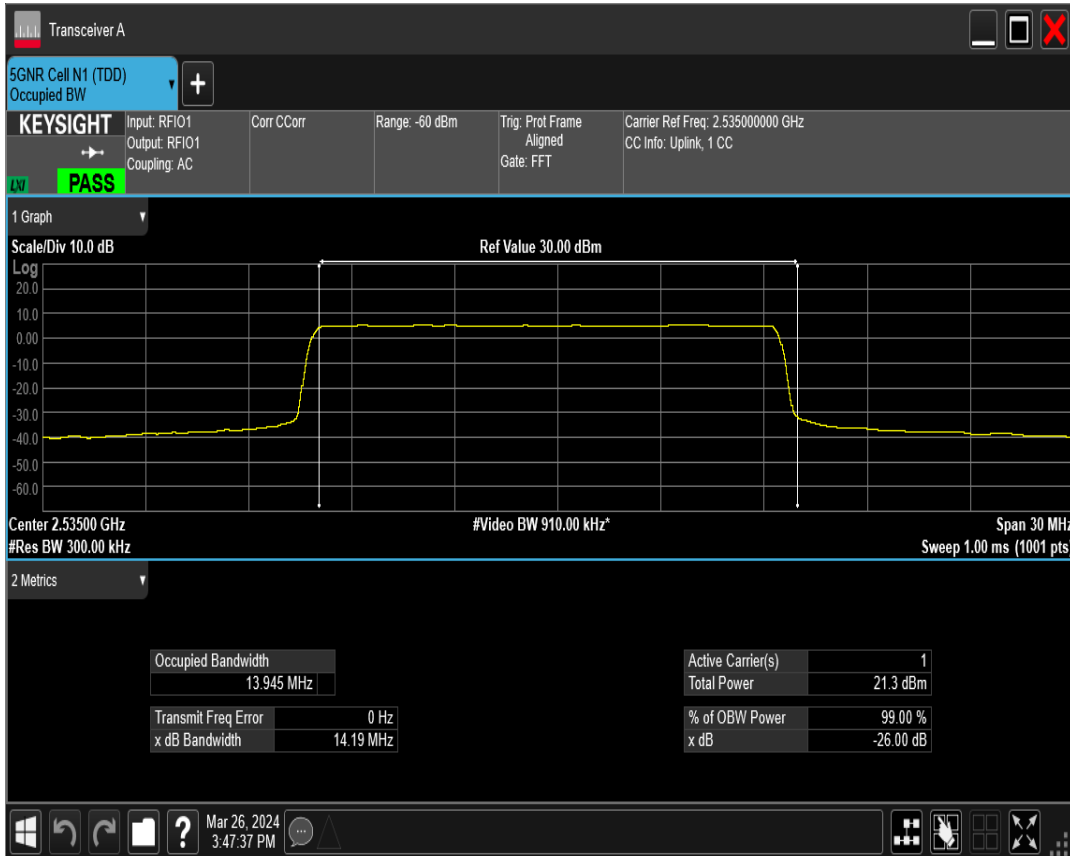 Transceiver A
5GNR Cell N1 (TDD)
Occupied BW
+
KEYSIGHT
LXI
PASS
Input: RFIO1
Output: RFIO1
Coupling: AC
Corr CCorr
Range: -60 dBm
Trig: Prot Frame
Aligned
Gate: FFT
Carrier Ref Freq: 2.535000000 GHz
CC Info: Uplink, 1 CC
1 Graph
Scale/Div 10.0 dB
Ref Value 30.00 dBm
Log
20.0
10.0
0.00
-10.0
-20.0
-30.0
-40.0
-50.0
-60.0
Center 2.53500 GHz
#Video BW 910.00 kHz*
Span 30 MHz
#Res BW 300.00 kHz
Sweep 1.00 ms (1001 pts)
2 Metrics
Occupied Bandwidth
13.945 MHz
Transmit Freq Error 0 Hz
x dB Bandwidth 14.19 MHz
Active Carrier(s) 1
Total Power 21.3 dBm
% of OBW Power 99.00 %
x dB -26.00 dB
?
Mar 26, 2024
3:47:37 PM